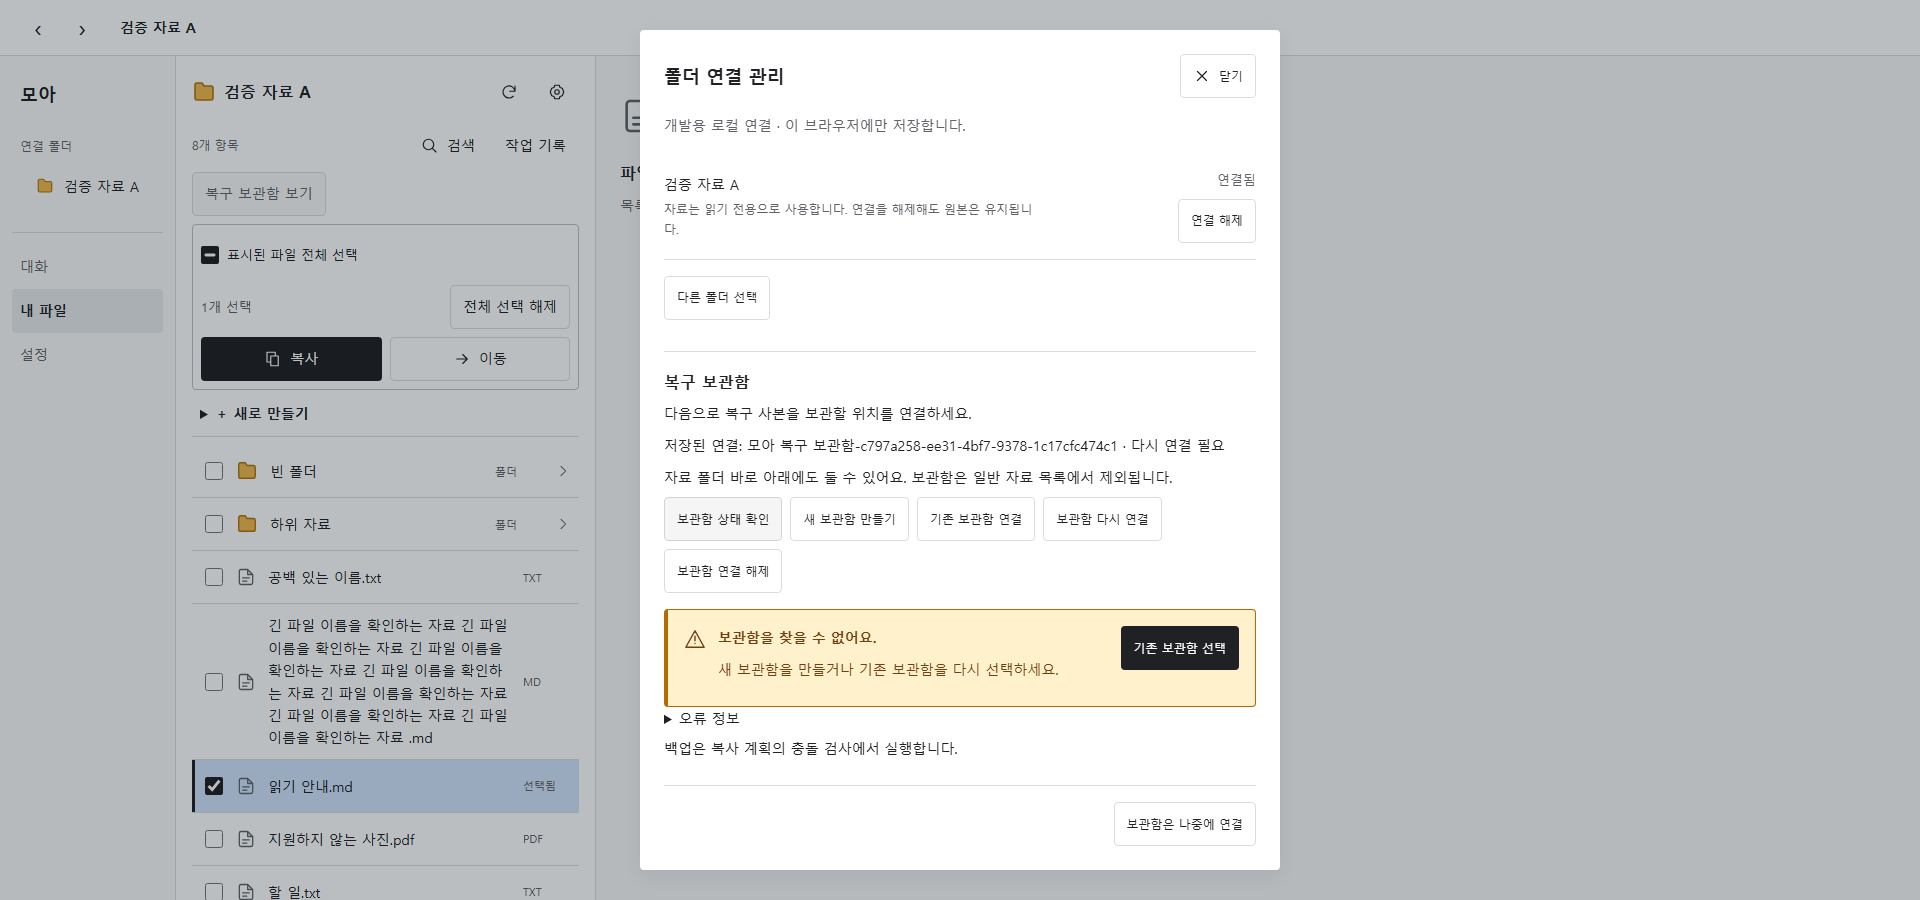 검증 자료 A
모아
연결 폴더
검증 자료 A
대화
내 파일
설정
검증 자료 A
8개 항목
검색
작업 기록
복구 보관함 보기
표시된 파일 전체 선택
1개 선택
전체 선택 해제
복사
이동
+ 새로 만들기
빈 폴더
폴더
하위 자료
폴더
공백 있는 이름.txt
TXT
긴 파일 이름을 확인하는 자료 긴 파일
이름을 확인하는 자료 긴 파일 이름을
확인하는 자료 긴 파일 이름을 확인하
는 자료 긴 파일 이름을 확인하는 자료
긴 파일 이름을 확인하는 자료 긴 파일
이름을 확인하는 자료 .md
MD
읽기 안내.md
선택됨
지원하지 않는 사진.pdf
PDF
할 일.txt
TXT
폴더 연결 관리
닫기
개발용 로컬 연결 · 이 브라우저에만 저장합니다.
검증 자료 A
연결됨
자료는 읽기 전용으로 사용합니다. 연결을 해제해도 원본은 유지됩니
다.
연결 해제
다른 폴더 선택
복구 보관함
다음으로 복구 사본을 보관할 위치를 연결하세요.
저장된 연결: 모아 복구 보관함-c797a258-ee31-4bf7-9378-1c17cfc474c1 · 다시 연결 필요
자료 폴더 바로 아래에도 둘 수 있어요. 보관함은 일반 자료 목록에서 제외됩니다.
보관함 상태 확인
새 보관함 만들기
기존 보관함 연결
보관함 다시 연결
보관함 연결 해제
보관함을 찾을 수 없어요.
새 보관함을 만들거나 기존 보관함을 다시 선택하세요.
기존 보관함 선택
오류 정보
백업은 복사 계획의 충돌 검사에서 실행합니다.
보관함은 나중에 연결